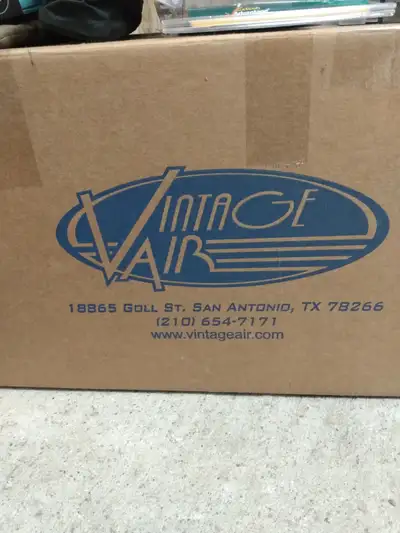 VINTAGE
AIR
18865 GOLL ST. SAN ANTONIO, TX 78266
(210) 654-7171
www.vintageair.com